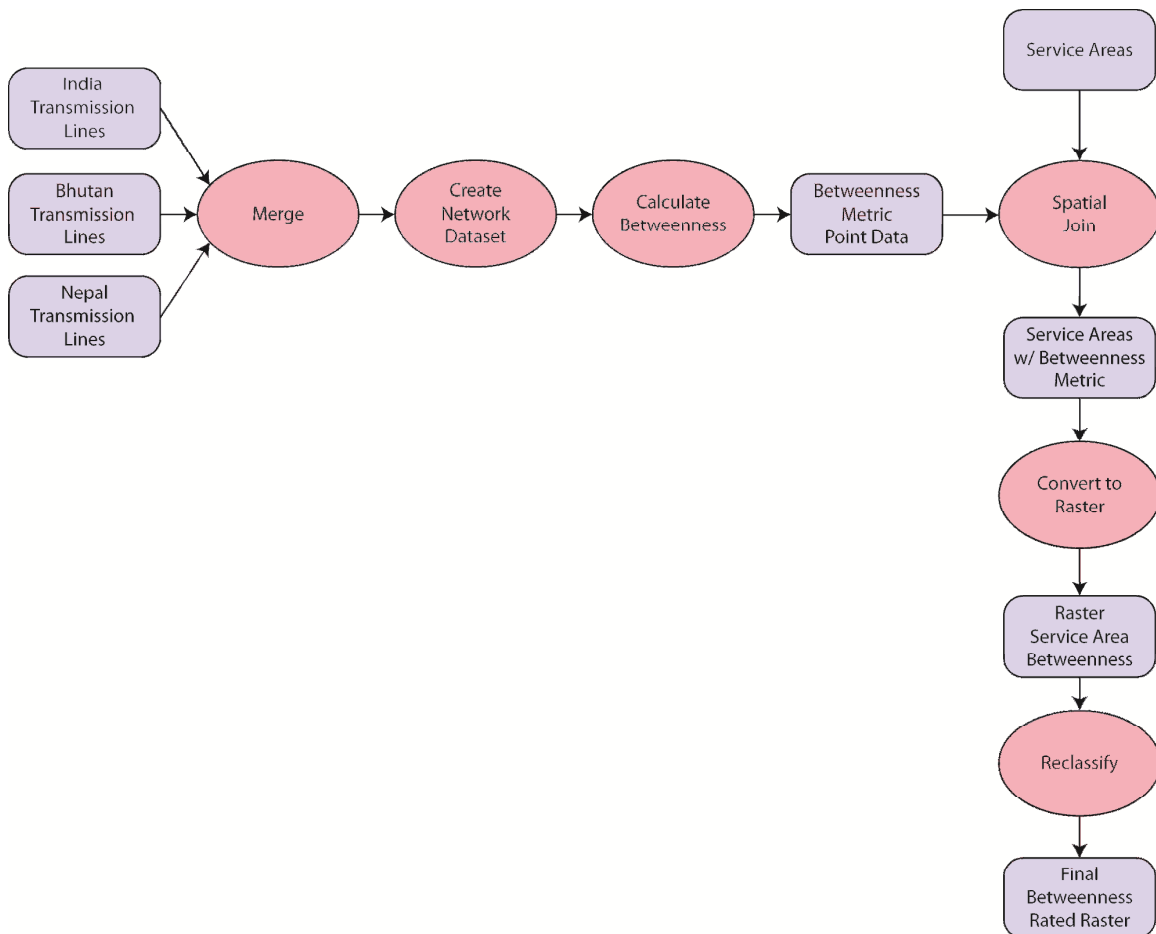 India
Transmission
Lines
Bhutan
Transmission
Lines
Nepal
Transmission
Lines
Merge
Create
Network
Dataset
Calculate
Betweenness
Betweenness
Metric
Point Data
Service Areas
Spatial
Join
Service Areas
w/ Betweenness
Metric
Convert to
Raster
Raster
Service Area
Betweenness
Reclassify
Final
Betweenness
Rated Raster